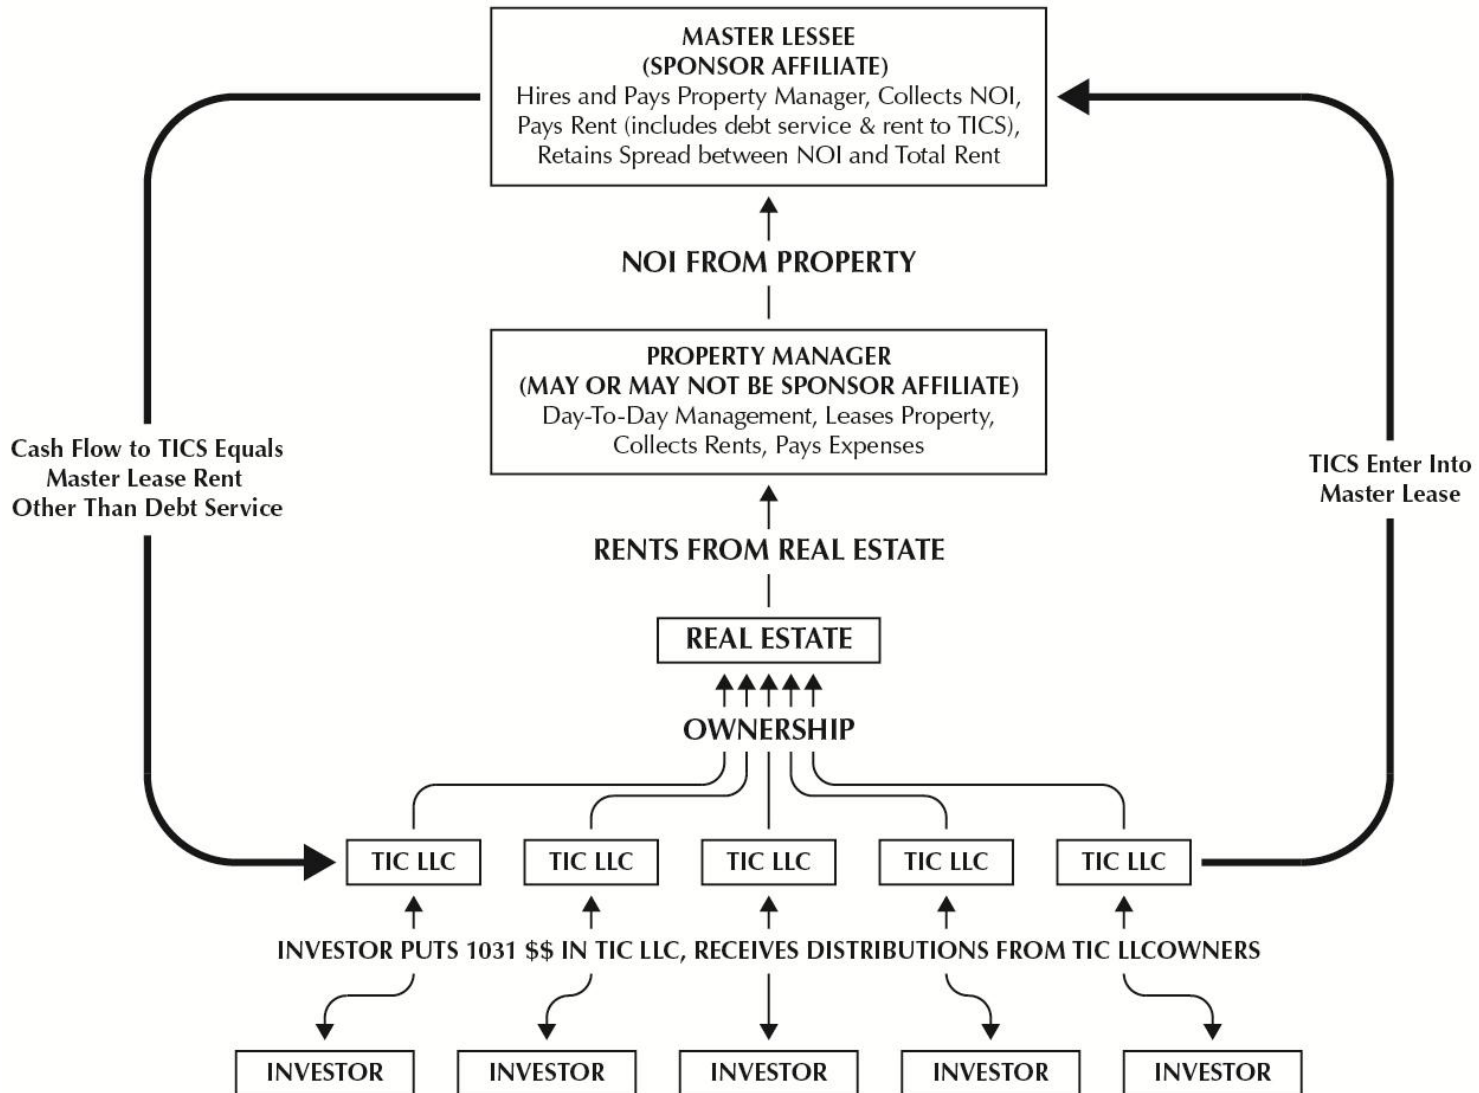 MASTER LESSEE
(SPONSOR AFFILIATE)
Hires and Pays Property Manager, Collects NOI,
Pays Rent (includes debt service & rent to TICS),
Retains Spread between NOI and Total Rent
NOI FROM PROPERTY
PROPERTY MANAGER
(MAY OR MAY NOT BE SPONSOR AFFILIATE)
Day-To-Day Management, Leases Property,
Collects Rents, Pays Expenses
Cash Flow to TICS Equals
Master Lease Rent
Other Than Debt Service
TICS Enter Into
Master Lease
RENTS FROM REAL ESTATE
REAL ESTATE
OWNERSHIP
TIC LLC
TIC LLC
TIC LLC
TIC LLC
TIC LLC
INVESTOR PUTS 1031 $$ IN TIC LLC, RECEIVES DISTRIBUTIONS FROM TIC LLCOWNERS
INVESTOR
INVESTOR
INVESTOR
INVESTOR
INVESTOR